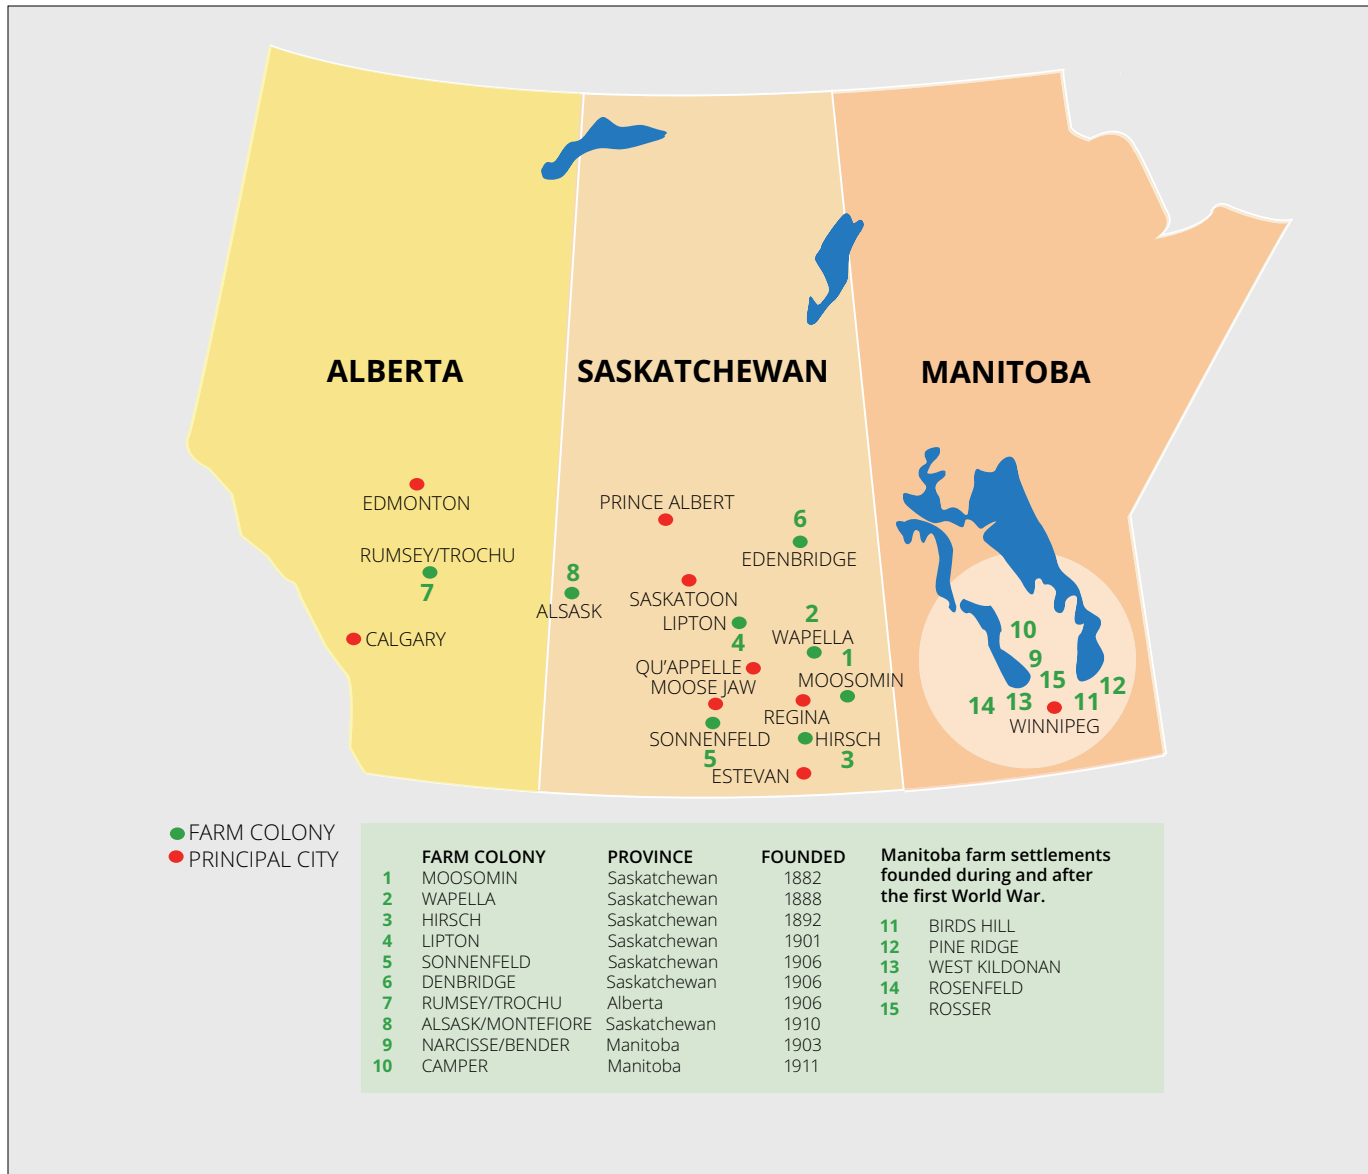 ALBERTA
SASKATCHEWAN
MANITOBA
EDMONTON
PRINCE ALBERT
6
RUMSEY/TROCHU
EDENBRIDGE
8
7
ALSASK
SASKATOON
2
LIPTON
10
CALGARY
WAPELLA
4
1
9
QU'APPELLE
MOOSOMIN
15
12
MOOSE JAW
14
13
11
REGINA
WINNIPEG
SONNENFELD
HIRSCH
5
3
ESTEVAN
FARM COLONY
PRINCIPAL CITY
FARM COLONY PROVINCE FOUNDED
1 MOOSOMIN Saskatchewan 1882
2 WAPELLA Saskatchewan 1888
3 HIRSCH Saskatchewan 1892
4 LIPTON Saskatchewan 1901
5 SONNENFELD Saskatchewan 1906
6 DENBRIDGE Saskatchewan 1906
7 RUMSEY/TROCHU Alberta 1906
8 ALSASK/MONTEFIORE Saskatchewan 1910
9 NARCISSE/BENDER Manitoba 1903
10 CAMPER Manitoba 1911
Manitoba farm settlements
founded during and after
the first World War.
11 BIRDS HILL
12 PINE RIDGE
13 WEST KILDONAN
14 ROSENFELD
15 ROSSER